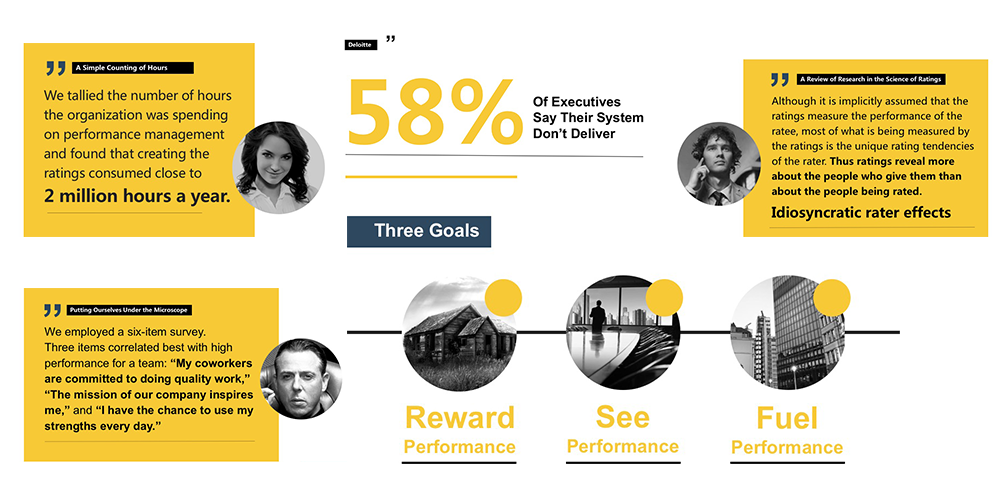 A Simple Counting of Hours
We tallied the number of hours
the organization was spending
on performance management
and found that creating the
ratings consumed close to
2 million hours a year.
Deloitte ”
58%
Of Executives
Say Their System
Don’t Deliver
A Review of Research in the Science of Ratings
Although it is implicitly assumed that the
ratings measure the performance of the
ratee, most of what is being measured by
the ratings is the unique rating tendencies
of the rater. Thus ratings reveal more
about the people who give them than
about the people being rated.
Idiosyncratic rater effects
Three Goals
Putting Ourselves Under the Microscope
We employed a six-item survey.
Three items correlated best with high
performance for a team: “My coworkers
are committed to doing quality work,”
“The mission of our company inspires
me,” and “I have the chance to use my
strengths every day.”
Reward
Performance
See
Performance
Fuel
Performance